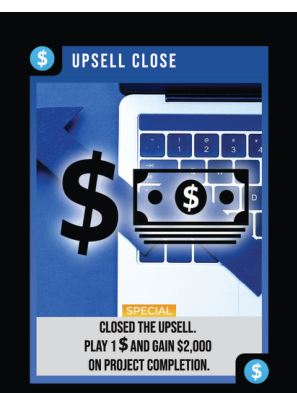 $ UPSELL CLOSE
$
$
SPECIAL
CLOSED THE UPSELL.
PLAY 1 $ AND GAIN $2,000
ON PROJECT COMPLETION.
$